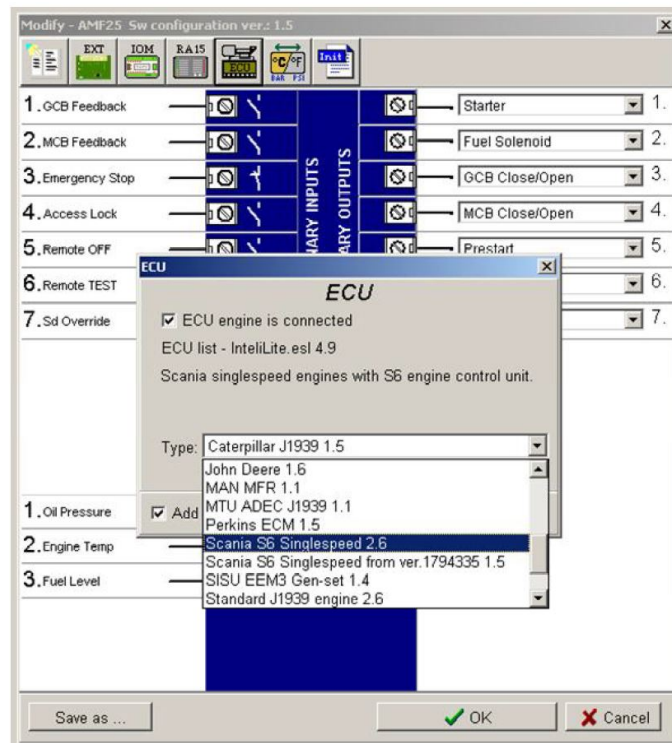 Modify - AMF25 Sw configuration ver.: 1.5
EXT IOM RA15 ECU °C/°F BAR PSI Init
1. GCB Feedback Starter 1.
2. MCB Feedback Fuel Solenoid 2.
3. Emergency Stop GCB Close/Open 3.
4. Access Lock MCB Close/Open 4.
5. Remote OFF Prestart 5.
6. Remote TEST 6.
7. Sd Override 7.
BINARY INPUTS
BINARY OUTPUTS
ECU
ECU
ECU engine is connected
ECU list - InteliLite.esl 4.9
Scania singlespeed engines with S6 engine control unit.
Type: Caterpillar J1939 1.5
John Deere 1.6
MAN MFR 1.1
MTU ADEC J1939 1.1
Perkins ECM 1.5
Scania S6 Singlespeed 2.6
Scania S6 Singlespeed from ver.1794335 1.5
SISU EEM3 Gen-set 1.4
Standard J1939 engine 2.6
Add
1. Oil Pressure
2. Engine Temp
3. Fuel Level
Save as ... OK Cancel